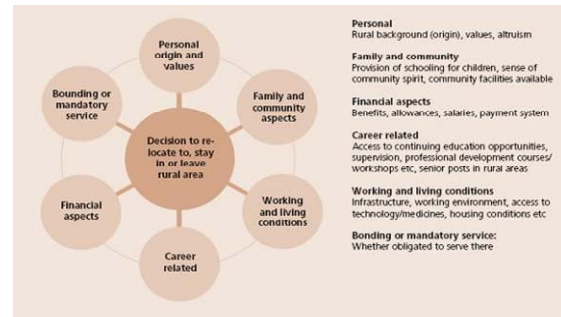 Personal
origin and
values
Bounding or
mandatory
service
Family and
community
aspects
Decision to re-
locate to, stay
in or leave
rural area
Financial
aspects
Working
and living
conditions
Career
related
Personal
Rural background (origin), values, altruism
Family and community
Provision of schooling for children, sense of
community spirit, community facilities available
Financial aspects
Benefits, allowances, salaries, payment system
Career related
Access to continuing education opportunities,
supervision, professional development courses/
workshops etc, senior posts in rural areas
Working and living conditions
Infrastructure, working environment, access to
technology/medicines, housing conditions etc
Bonding or mandatory service:
Whether obligated to serve there